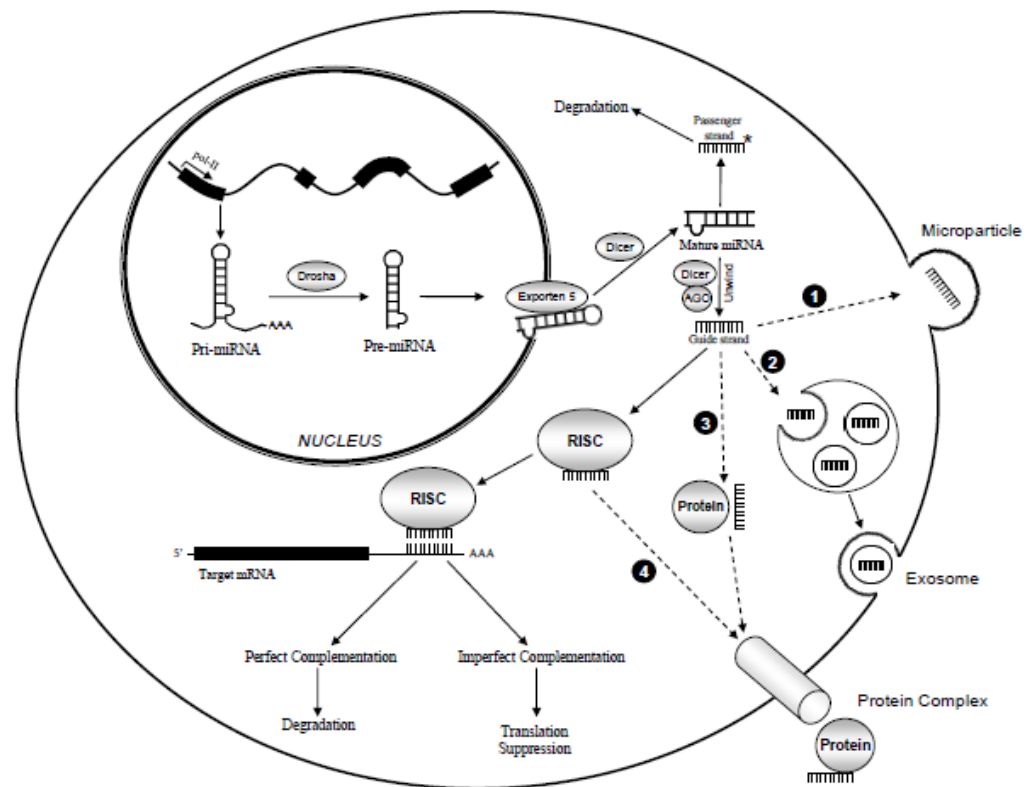 Degradation
Passenger
strand
*
pol-II
Microparticle
Dicer
Mature miRNA
Drosha
Dicer
Unwind
AGO
Exporten 5
1
AAA
Guide strand
Pri-miRNA
Pre-miRNA
2
3
NUCLEUS
RISC
RISC
Protein
5'
AAA
Target mRNA
4
Exosome
Perfect Complementation
Imperfect Complementation
Degradation
Translation
Suppression
Protein Complex
Protein